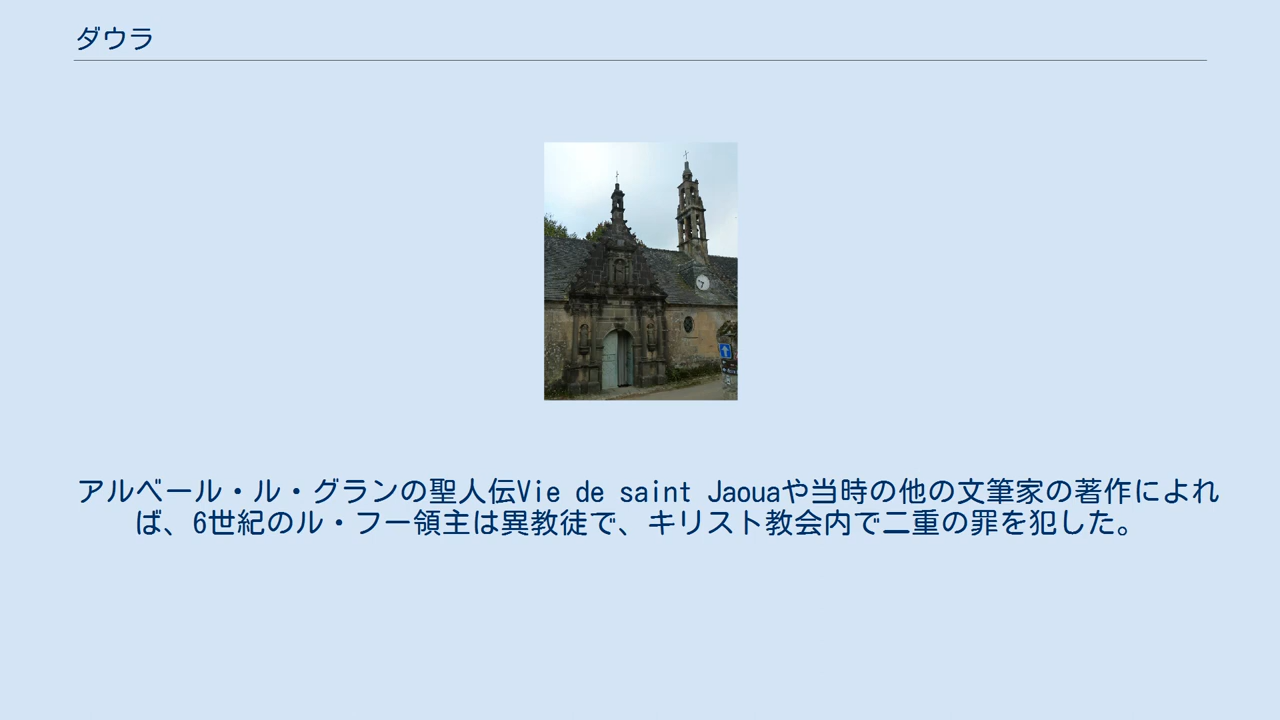 ダウラ
アルベール・ル・グランの聖人伝Vie de saint Jaouaや当時の他の文筆家の著作によれ
ば、6世紀のル・フー領主は異教徒で、キリスト教会内で二重の罪を犯した。